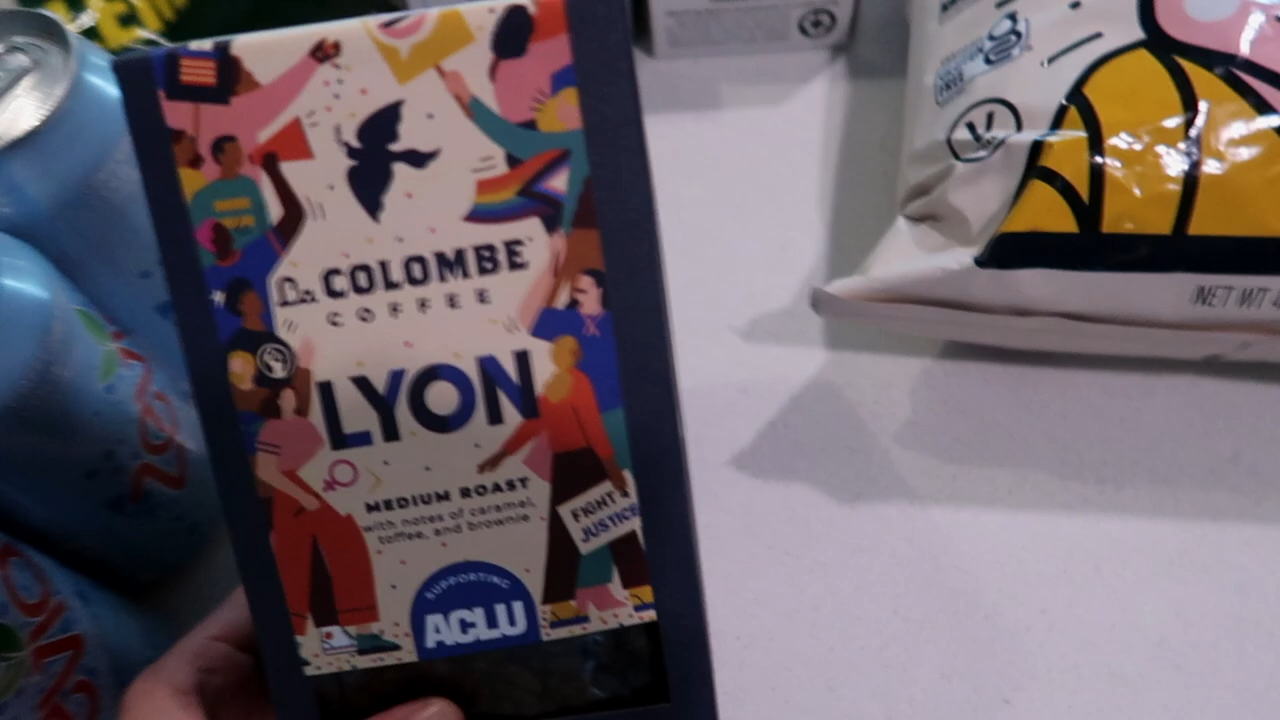 La COLOMBE
COFFEE
LYON
MEDIUM ROAST
with notes of caramel,
toffee, and brownie
FIGHT
JUSTICE
SUPPORTING
ACLU
FREE
V
NET WT